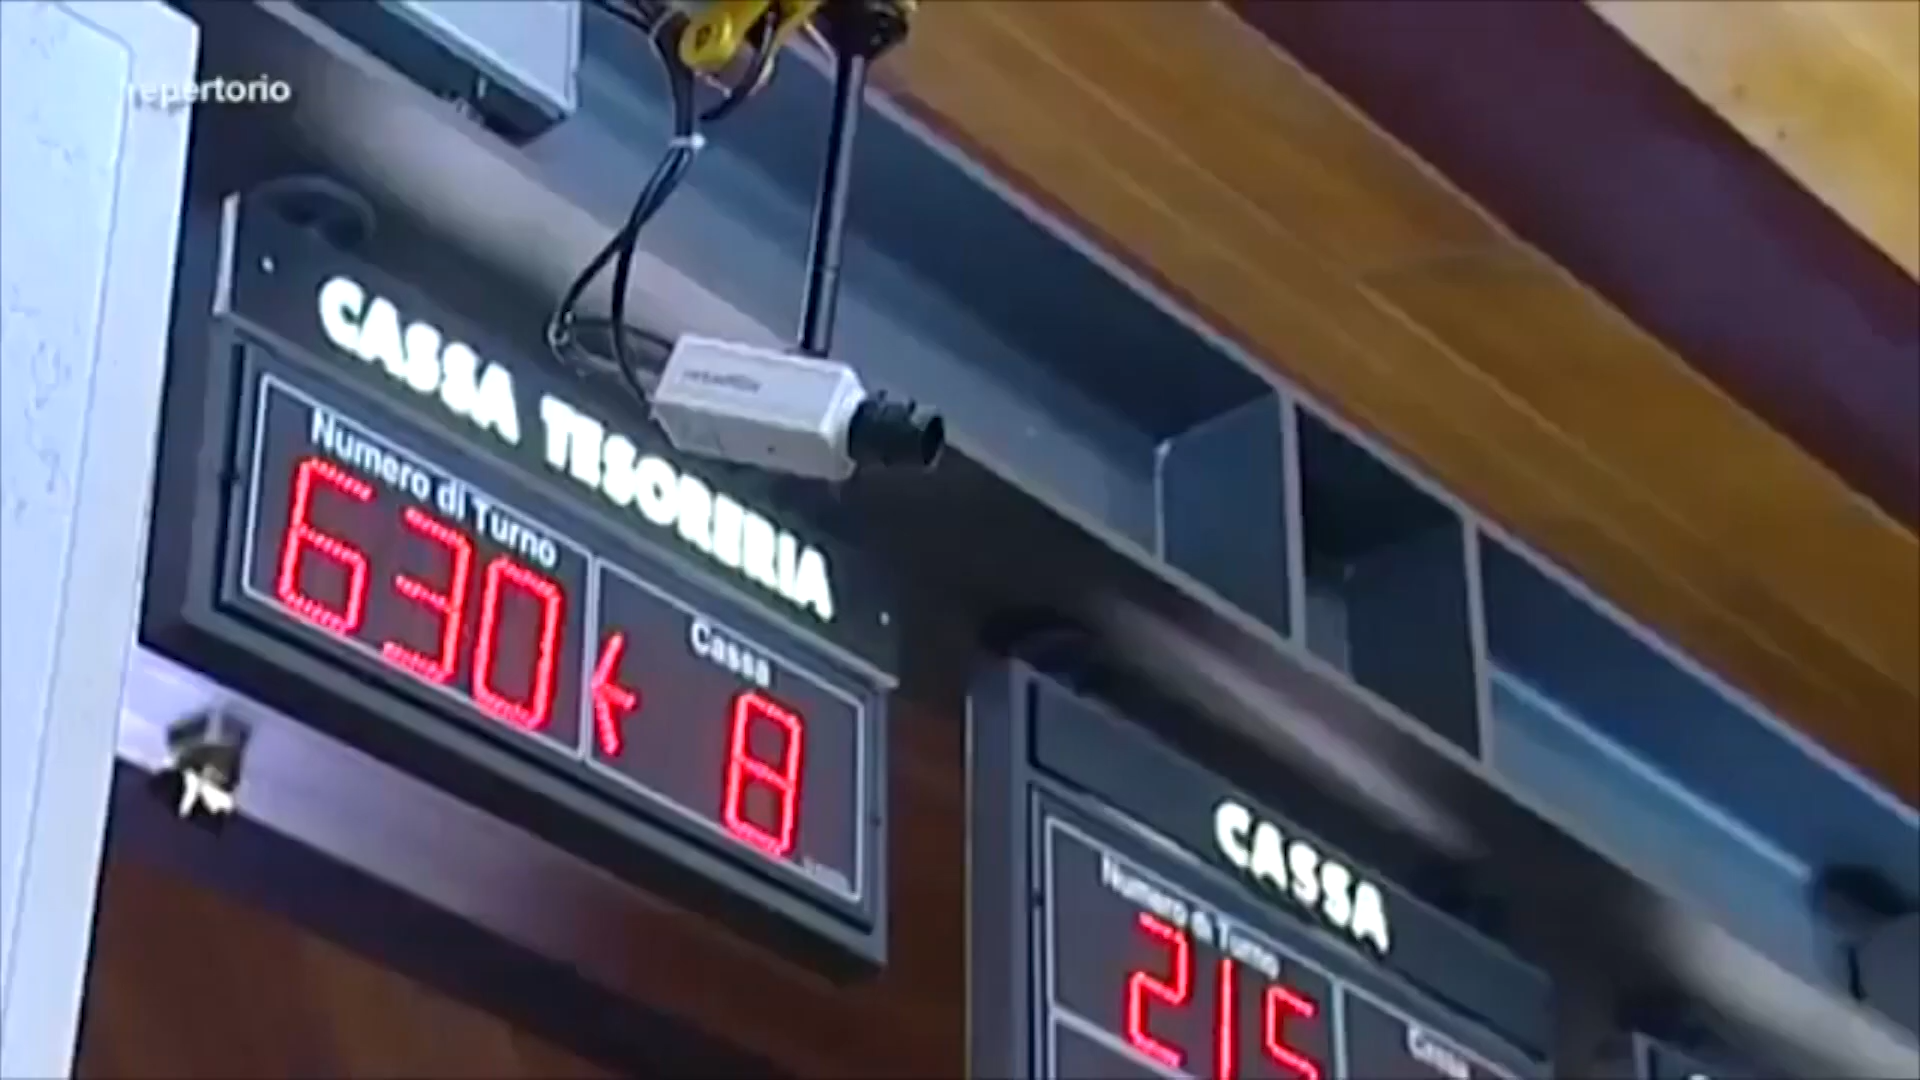 repertorio
CASSA TESORERIA
Numero di Turno
Cassa
630 8
CASSA
Numero di Turno
Cassa
215